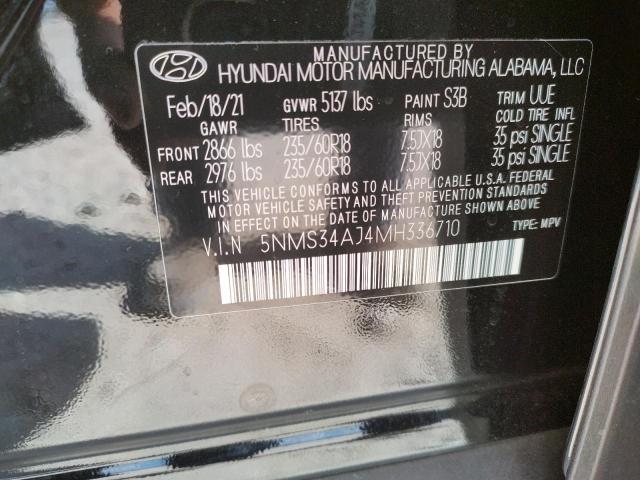 MANUFACTURED BY
HYUNDAI MOTOR MANUFACTURING ALABAMA, LLC
Feb/18/21 GVWR 5137 lbs PAINT S3B TRIM UUE
GAWR TIRES RIMS COLD TIRE INFL
FRONT 2866 lbs 235/60R18 7.5JX18 35 psi SINGLE
REAR 2976 lbs 235/60R18 7.5JX18 35 psi SINGLE
THIS VEHICLE CONFORMS TO ALL APPLICABLE U.S.A. FEDERAL
MOTOR VEHICLE SAFETY AND THEFT PREVENTION STANDARDS
IN EFFECT ON THE DATE OF MANUFACTURE SHOWN ABOVE.
V.I.N 5NMS34AJ4MH336710 TYPE: MPV